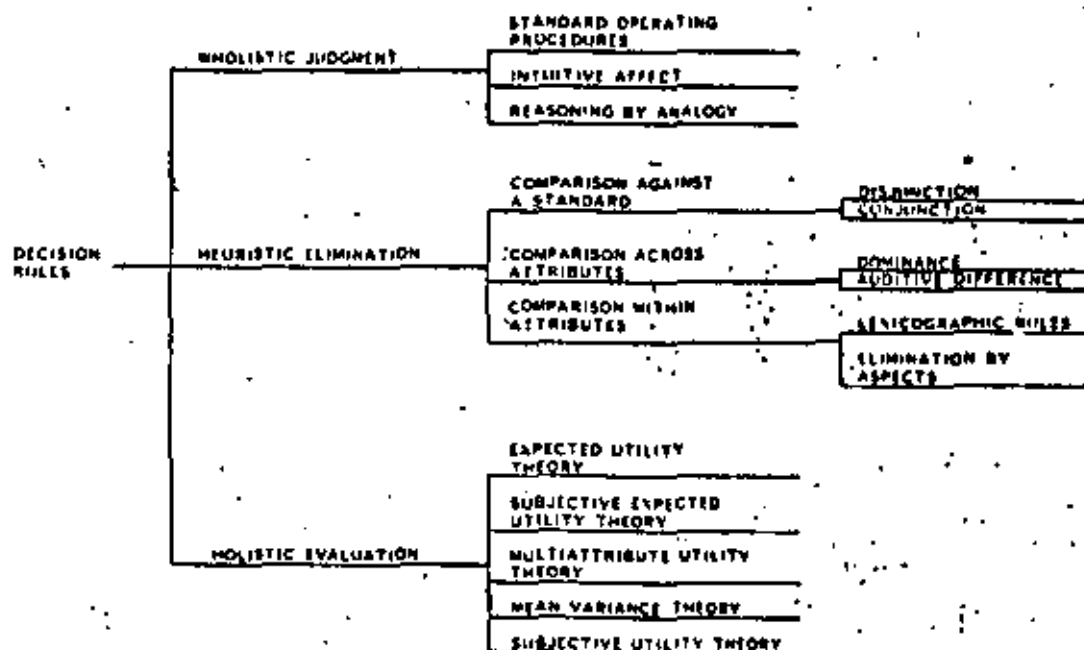 STANDARD OPERATING
PROCEDURES
WHOLISTIC JUDGMENT
INTUITIVE AFFECT
REASONING BY ANALOGY
COMPARISON AGAINST
A STANDARD
DISJUNCTION
CONJUNCTION
DECISION
RULES
HEURISTIC ELIMINATION
COMPARISON ACROSS
ATTRIBUTES
DOMINANCE
ADDITIVE DIFFERENCE
COMPARISON WITHIN
ATTRIBUTES
LEXICOGRAPHIC RULES
ELIMINATION BY
ASPECTS
EXPECTED UTILITY
THEORY
SUBJECTIVE EXPECTED
UTILITY THEORY
HOLISTIC EVALUATION
MULTIATTRIBUTE UTILITY
THEORY
MEAN VARIANCE THEORY
SUBJECTIVE UTILITY THEORY